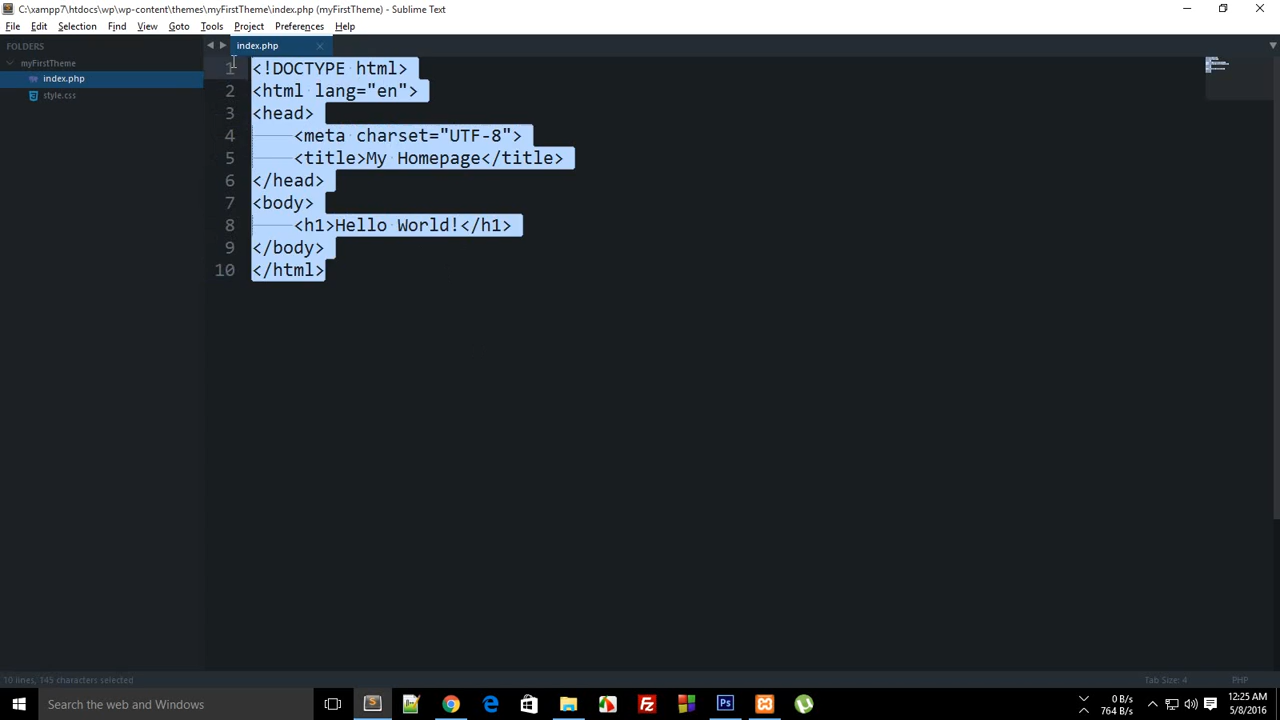 C:\xampp7\htdocs\wp\wp-content\themes\myFirstTheme\index.php (myFirstTheme) - Sublime Text
File Edit Selection Find View Goto Tools Project Preferences Help
FOLDERS
myFirstTheme
index.php
style.css
index.php
1 <!DOCTYPE html>
2 <html lang="en">
3 <head>
4 <meta charset="UTF-8">
5 <title>My Homepage</title>
6 </head>
7 <body>
8 <h1>Hello World!</h1>
9 </body>
10 </html>
10 lines, 145 characters selected
Tab Size: 4 PHP
Search the web and Windows
0 B/s
764 B/s
12:25 AM
5/8/2016